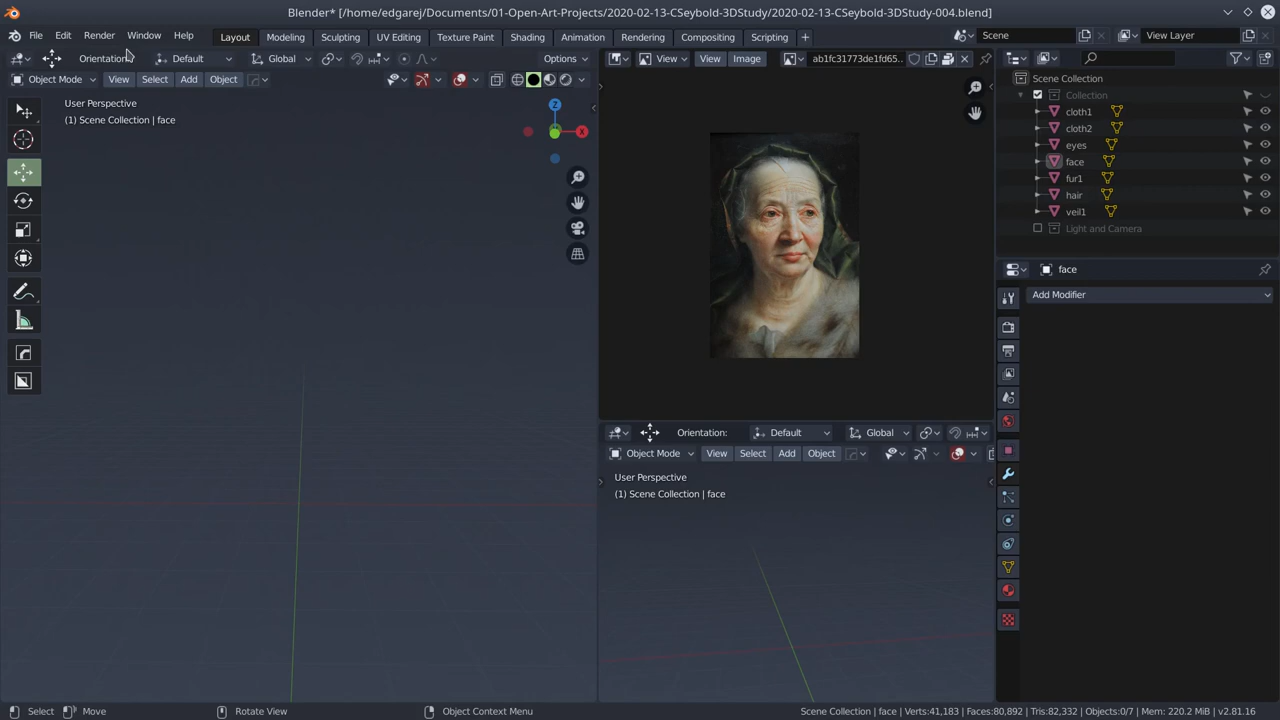 Blender* [/home/edgarej/Documents/01-Open-Art-Projects/2020-02-13-CSeybold-3DStudy/2020-02-13-CSeybold-3DStudy-004.blend]
File Edit Render Window Help Layout Modeling Sculpting UV Editing Texture Paint Shading Animation Rendering Compositing Scripting + Scene View Layer
Orientation: Default Global Options View View Image ab1fc31773de1fd65..
Object Mode View Select Add Object
User Perspective
(1) Scene Collection | face
Z
X
Scene Collection
Collection
cloth1
cloth2
eyes
face
fur1
hair
veil1
Light and Camera
face
Add Modifier
Orientation: Default Global
Object Mode View Select Add Object
User Perspective
(1) Scene Collection | face
Select Move Rotate View Object Context Menu Scene Collection | face | Verts:41,183 | Faces:80,892 | Tris:82,332 | Objects:0/7 | Mem: 220.2 MiB | v2.81.16